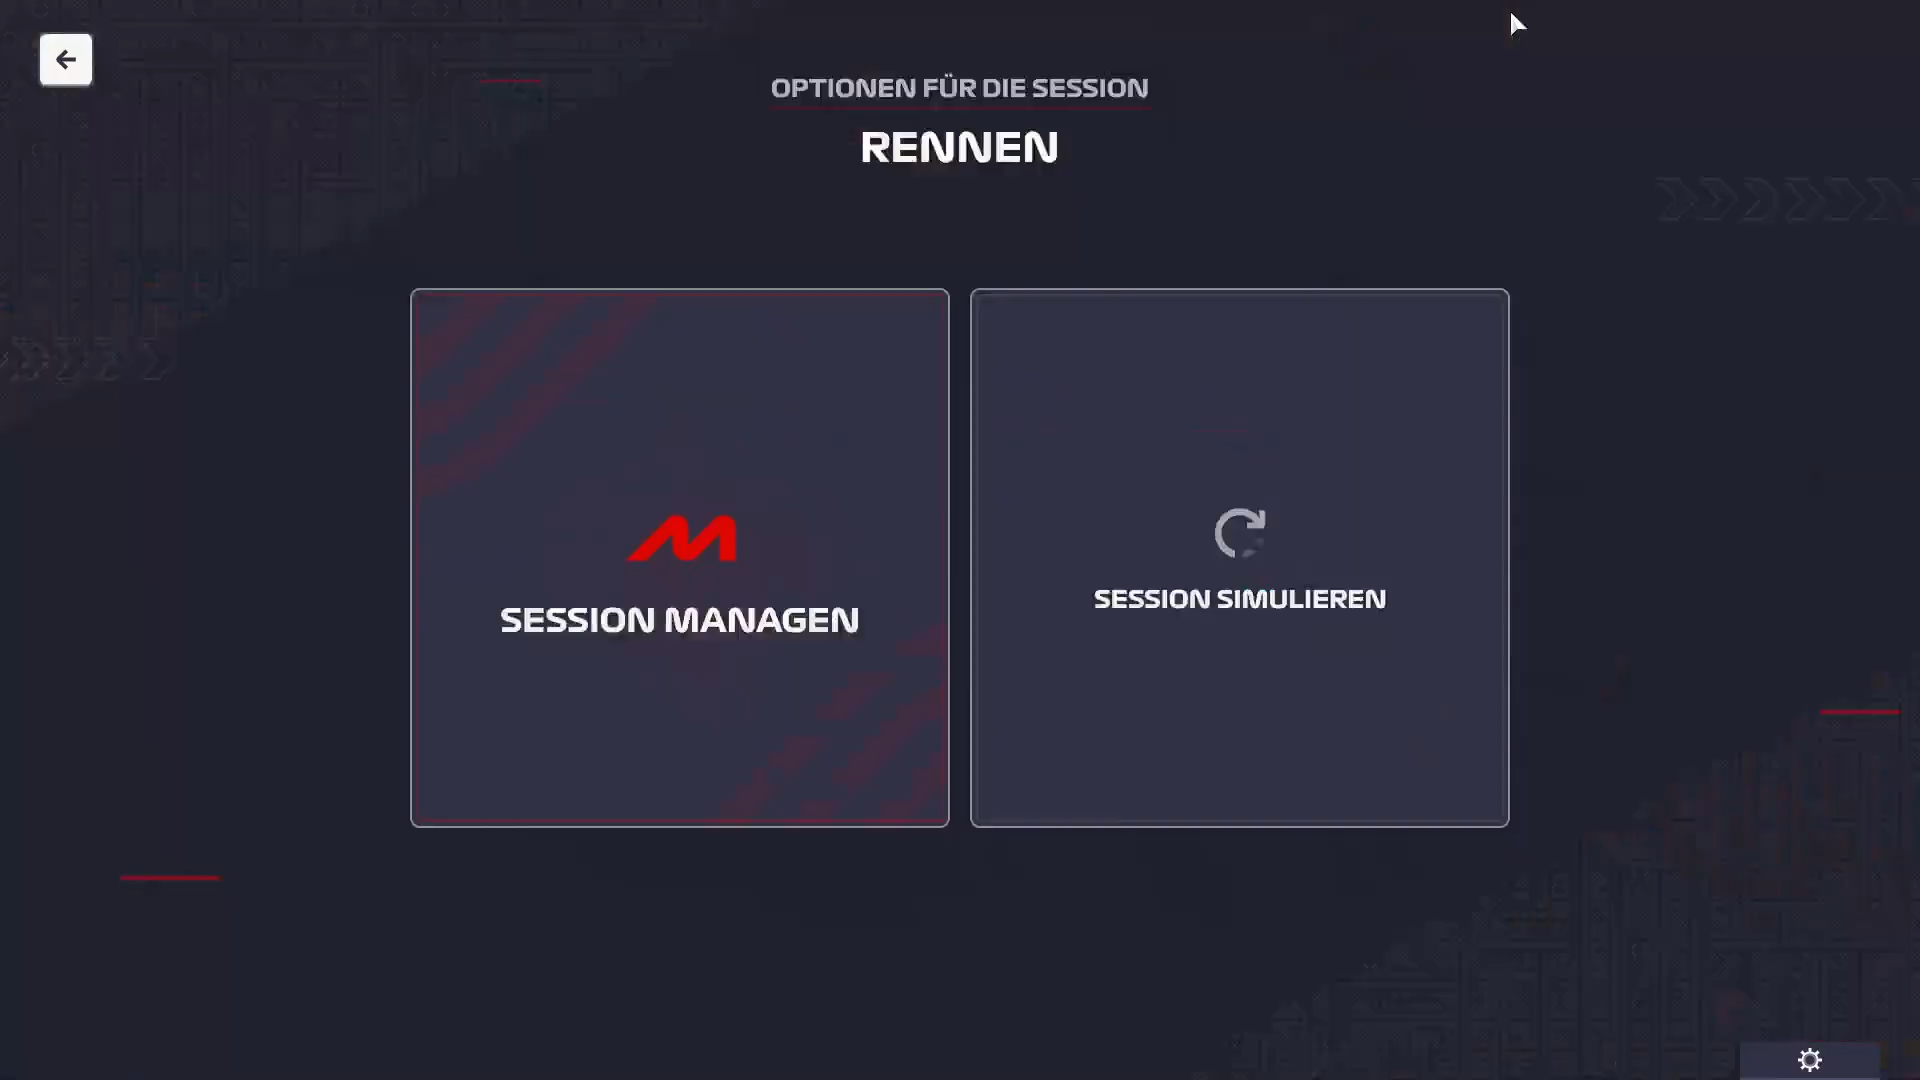 OPTIONEN FÜR DIE SESSION
RENNEN
SESSION MANAGEN
SESSION SIMULIEREN